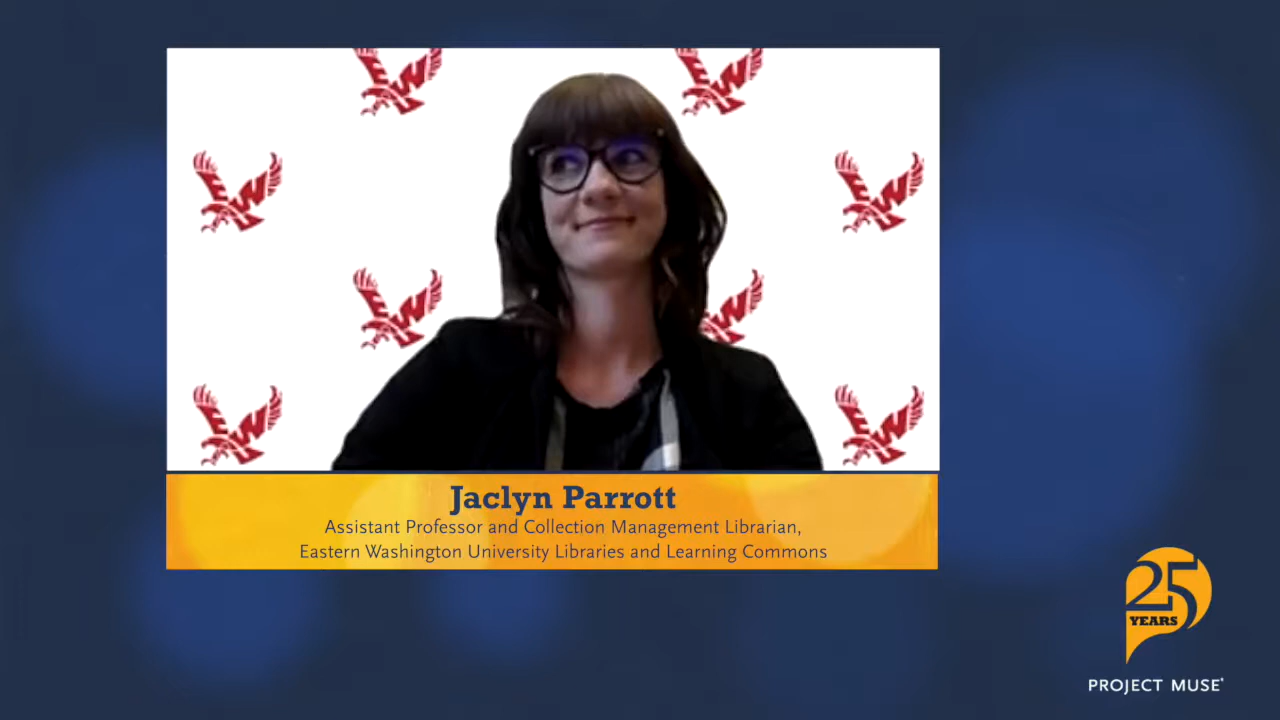 Jaclyn Parrott
Assistant Professor and Collection Management Librarian,
Eastern Washington University Libraries and Learning Commons
25
YEARS
PROJECT MUSE®